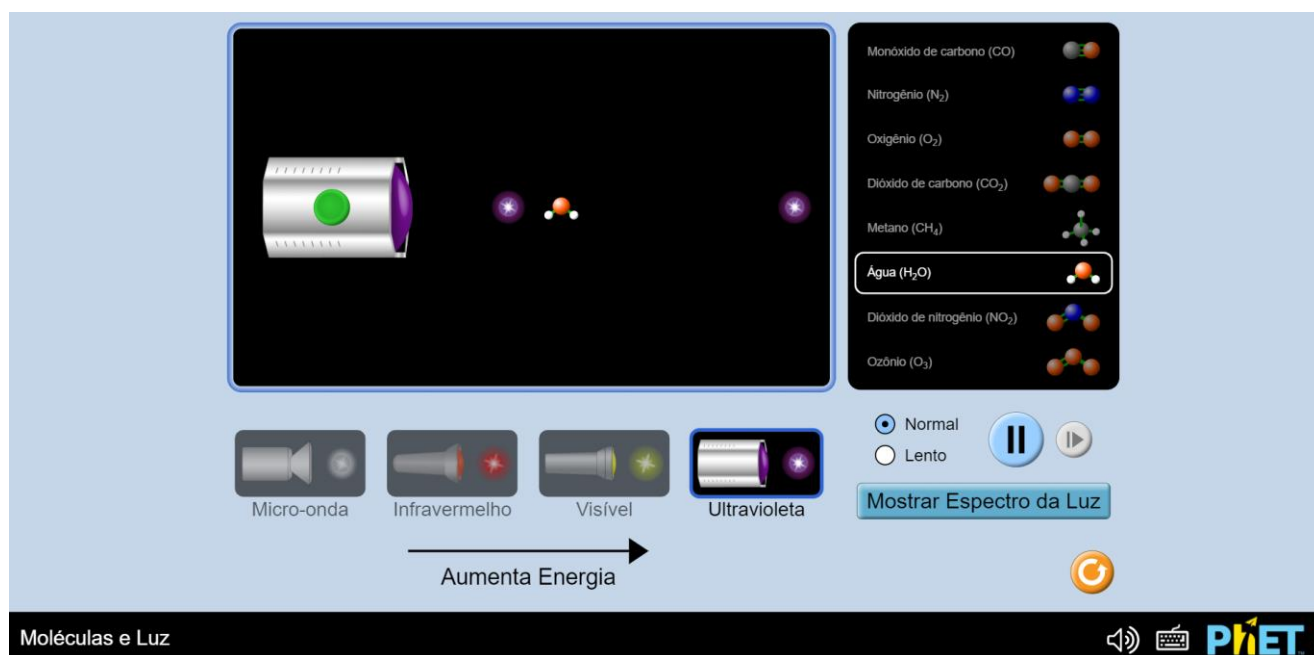 Monóxido de carbono (CO)
Nitrogênio (N₂)
Oxigênio (O₂)
Dióxido de carbono (CO₂)
Metano (CH₄)
Água (H₂O)
Dióxido de nitrogênio (NO₂)
Ozônio (O₃)
Normal
Lento
Micro-onda
Infravermelho
Visível
Ultravioleta
Mostrar Espectro da Luz
Aumenta Energia
Moléculas e Luz
PhET